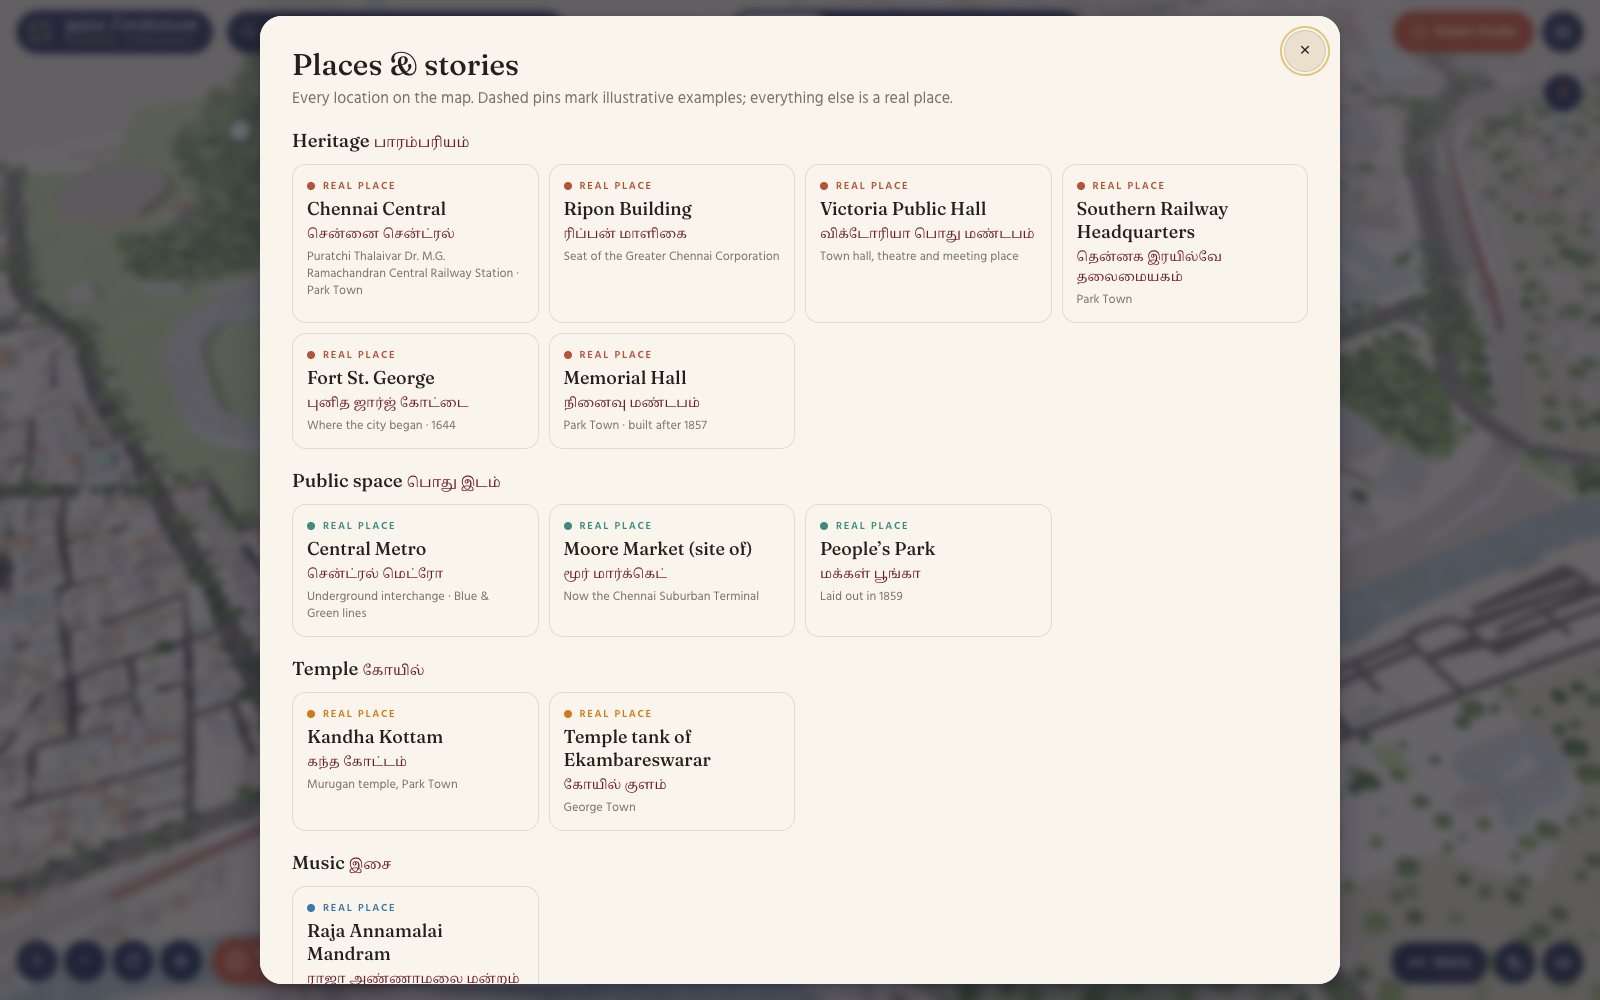 Places & stories
Every location on the map. Dashed pins mark illustrative examples; everything else is a real place.
Heritage பாரம்பரியம்
REAL PLACE
Chennai Central
சென்னை சென்ட்ரல்
Puratchi Thalaivar Dr. M.G.
Ramachandran Central Railway Station ·
Park Town
REAL PLACE
Ripon Building
ரிப்பன் மாளிகை
Seat of the Greater Chennai Corporation
REAL PLACE
Victoria Public Hall
விக்டோரியா பொது மண்டபம்
Town hall, theatre and meeting place
REAL PLACE
Southern Railway
Headquarters
தென்னக இரயில்வே
தலைமையகம்
Park Town
REAL PLACE
Fort St. George
புனித ஜார்ஜ் கோட்டை
Where the city began · 1644
REAL PLACE
Memorial Hall
நினைவு மண்டபம்
Park Town · built after 1857
Public space பொது இடம்
REAL PLACE
Central Metro
சென்ட்ரல் மெட்ரோ
Underground interchange · Blue &
Green lines
REAL PLACE
Moore Market (site of)
மூர் மார்க்கெட்
Now the Chennai Suburban Terminal
REAL PLACE
People’s Park
மக்கள் பூங்கா
Laid out in 1859
Temple கோயில்
REAL PLACE
Kandha Kottam
கந்த கோட்டம்
Murugan temple, Park Town
REAL PLACE
Temple tank of
Ekambareswarar
கோயில் குளம்
George Town
Music இசை
REAL PLACE
Raja Annamalai
Mandram
ராஜா அண்ணாமலை மன்றம்